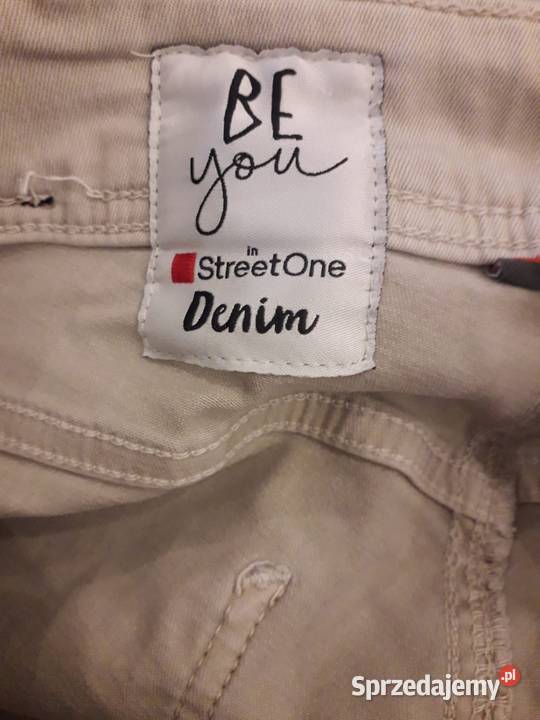 BE
you
in
StreetOne
Denim
Sprzedajemy.pl